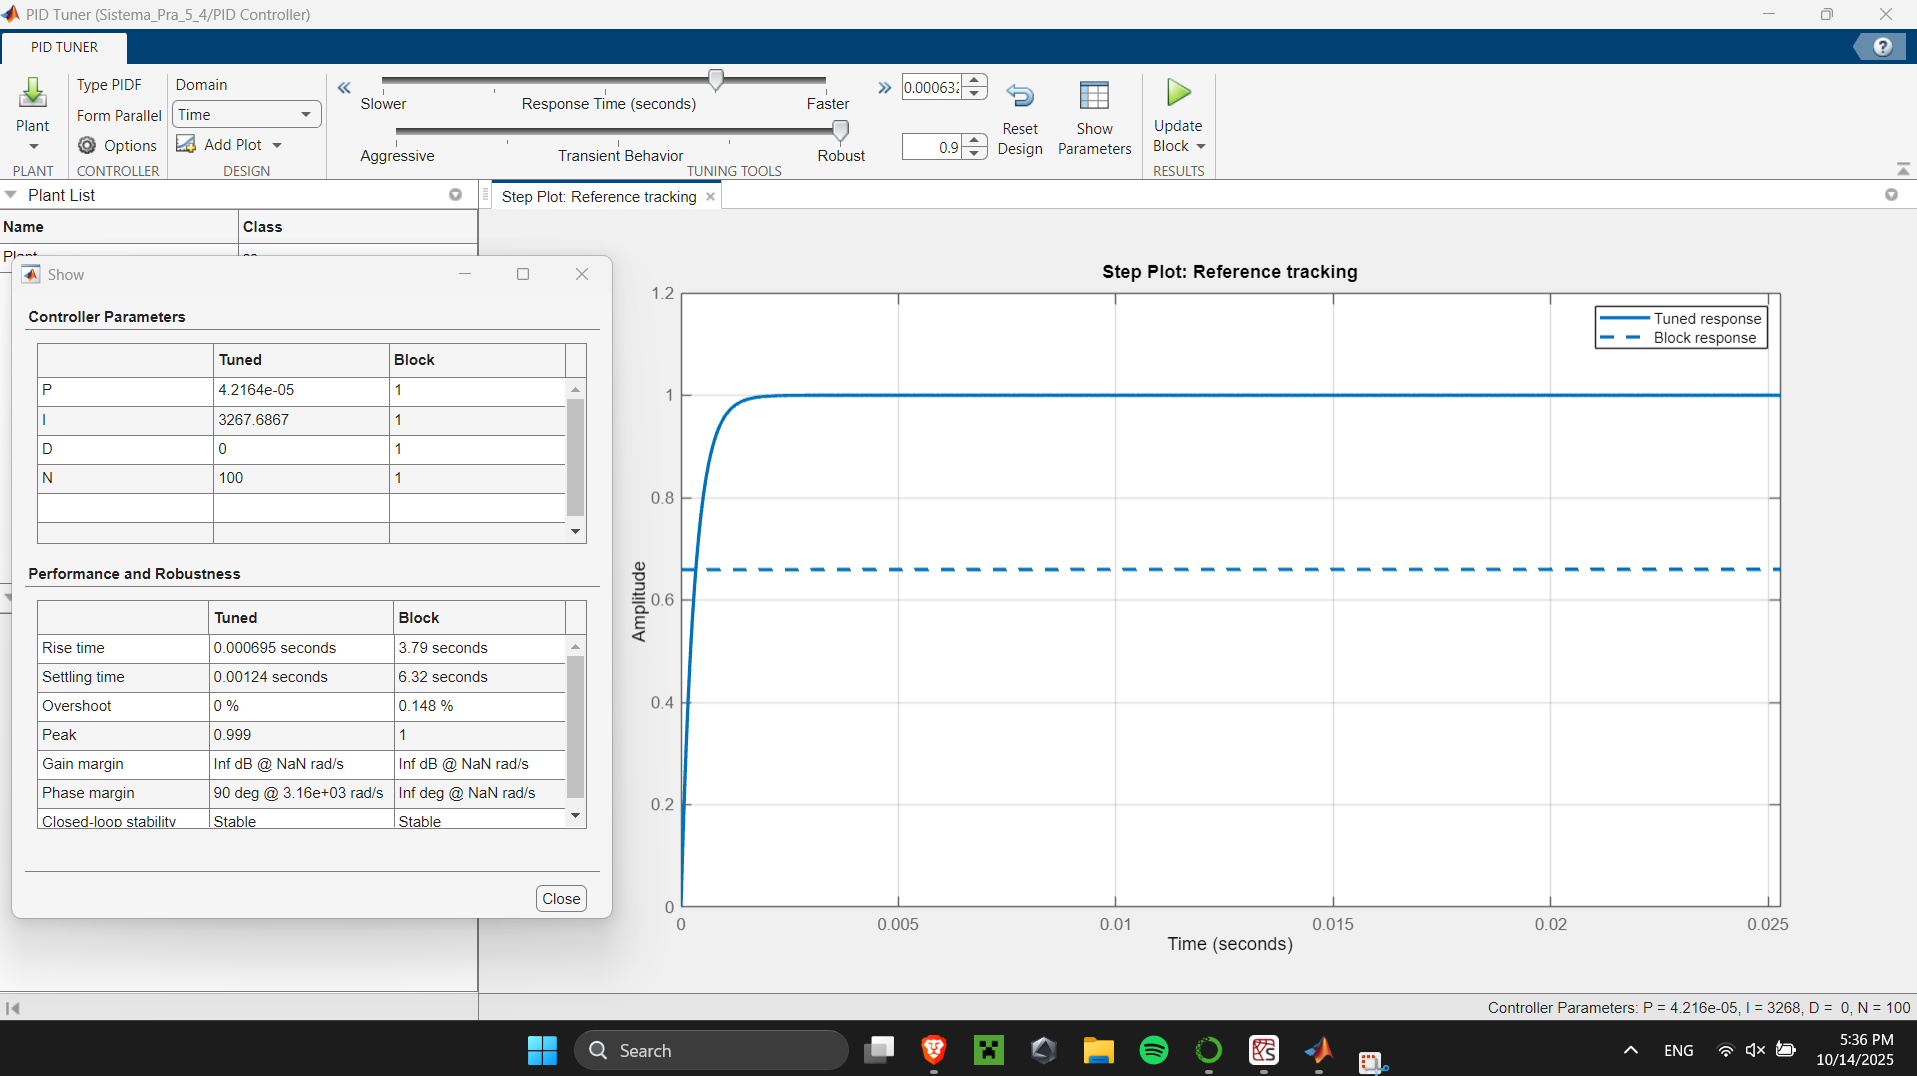 PID Tuner (Sistema_Pra_5_4/PID Controller)
PID TUNER
Plant
PLANT
Type PIDF
Form Parallel
Options
CONTROLLER
Domain
Time
Add Plot
DESIGN
Slower
Response Time (seconds)
Faster
0.00063
Aggressive
Transient Behavior
Robust
0.9
Reset
Design
Show
Parameters
TUNING TOOLS
Update
Block
RESULTS
Plant List
Name Class
Plant
Step Plot: Reference tracking
Show
Controller Parameters
Tuned Block
P 4.2164e-05 1
I 3267.6867 1
D 0 1
N 100 1
Performance and Robustness
Tuned Block
Rise time 0.000695 seconds 3.79 seconds
Settling time 0.00124 seconds 6.32 seconds
Overshoot 0 % 0.148 %
Peak 0.999 1
Gain margin Inf dB @ NaN rad/s Inf dB @ NaN rad/s
Phase margin 90 deg @ 3.16e+03 rad/s Inf deg @ NaN rad/s
Closed-loop stability Stable Stable
Close
Step Plot: Reference tracking
Tuned response
Block response
1.2
1
0.8
0.6
0.4
0.2
0
Amplitude
0 0.005 0.01 0.015 0.02 0.025
Time (seconds)
Controller Parameters: P = 4.216e-05, I = 3268, D = 0, N = 100
Search
ENG
5:36 PM
10/14/2025